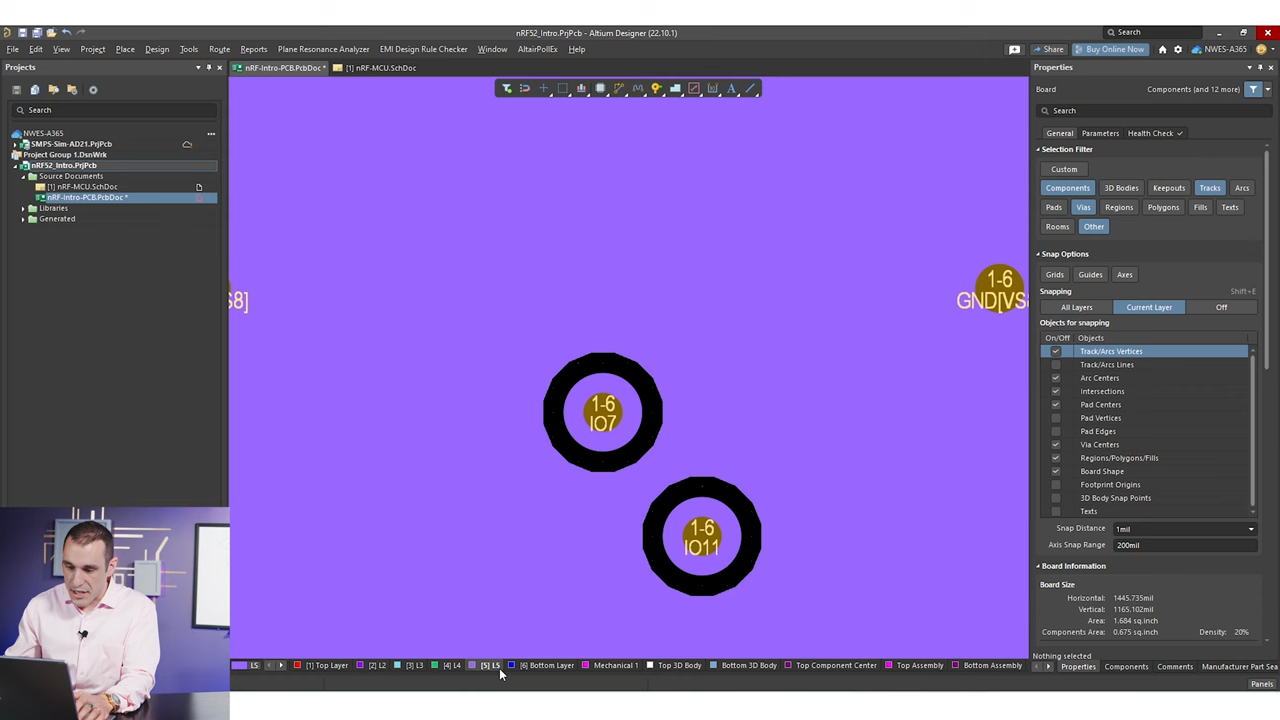 nRF52_Intro.PrjPcb - Altium Designer (22.10.1)
Search
File Edit View Project Place Design Tools Route Reports Plane Resonance Analyzer EMI Design Rule Checker Window AltairPollEx Help
Share Buy Online Now NWES-A365
Projects
nRF-Intro-PCB.PcbDoc * [1] nRF-MCU.SchDoc
Properties
Board Components (and 12 more)
Search
Search
NWES-A365
SMPS-Sim-AD21.PrjPcb
Project Group 1.DsnWrk
nRF52_Intro.PrjPcb
Source Documents
[1] nRF-MCU.SchDoc
nRF-Intro-PCB.PcbDoc *
Libraries
Generated
S8]
1-6
GND[VS
1-6
IO7
1-6
IO11
General Parameters Health Check
Selection Filter
Custom
Components 3D Bodies Keepouts Tracks Arcs
Pads Vias Regions Polygons Fills Texts
Rooms Other
Snap Options
Grids Guides Axes
Snapping Shift+E
All Layers Current Layer Off
Objects for snapping
On/Off Objects
Track/Arcs Vertices
Track/Arcs Lines
Arc Centers
Intersections
Pad Centers
Pad Vertices
Pad Edges
Via Centers
Regions/Polygons/Fills
Board Shape
Footprint Origins
3D Body Snap Points
Texts
Snap Distance 1mil
Axis Snap Range 200mil
Board Information
Board Size
Horizontal: 1445.735mil
Vertical: 1165.102mil
Area: 1.684 sq.inch
Components Area: 0.675 sq.inch Density: 20%
Nothing selected
LS [1] Top Layer [2] L2 [3] L3 [4] L4 [5] L5 [6] Bottom Layer Mechanical 1 Top 3D Body Bottom 3D Body Top Component Center Top Assembly Bottom Assembly
Properties Components Comments Manufacturer Part Sea
Panels